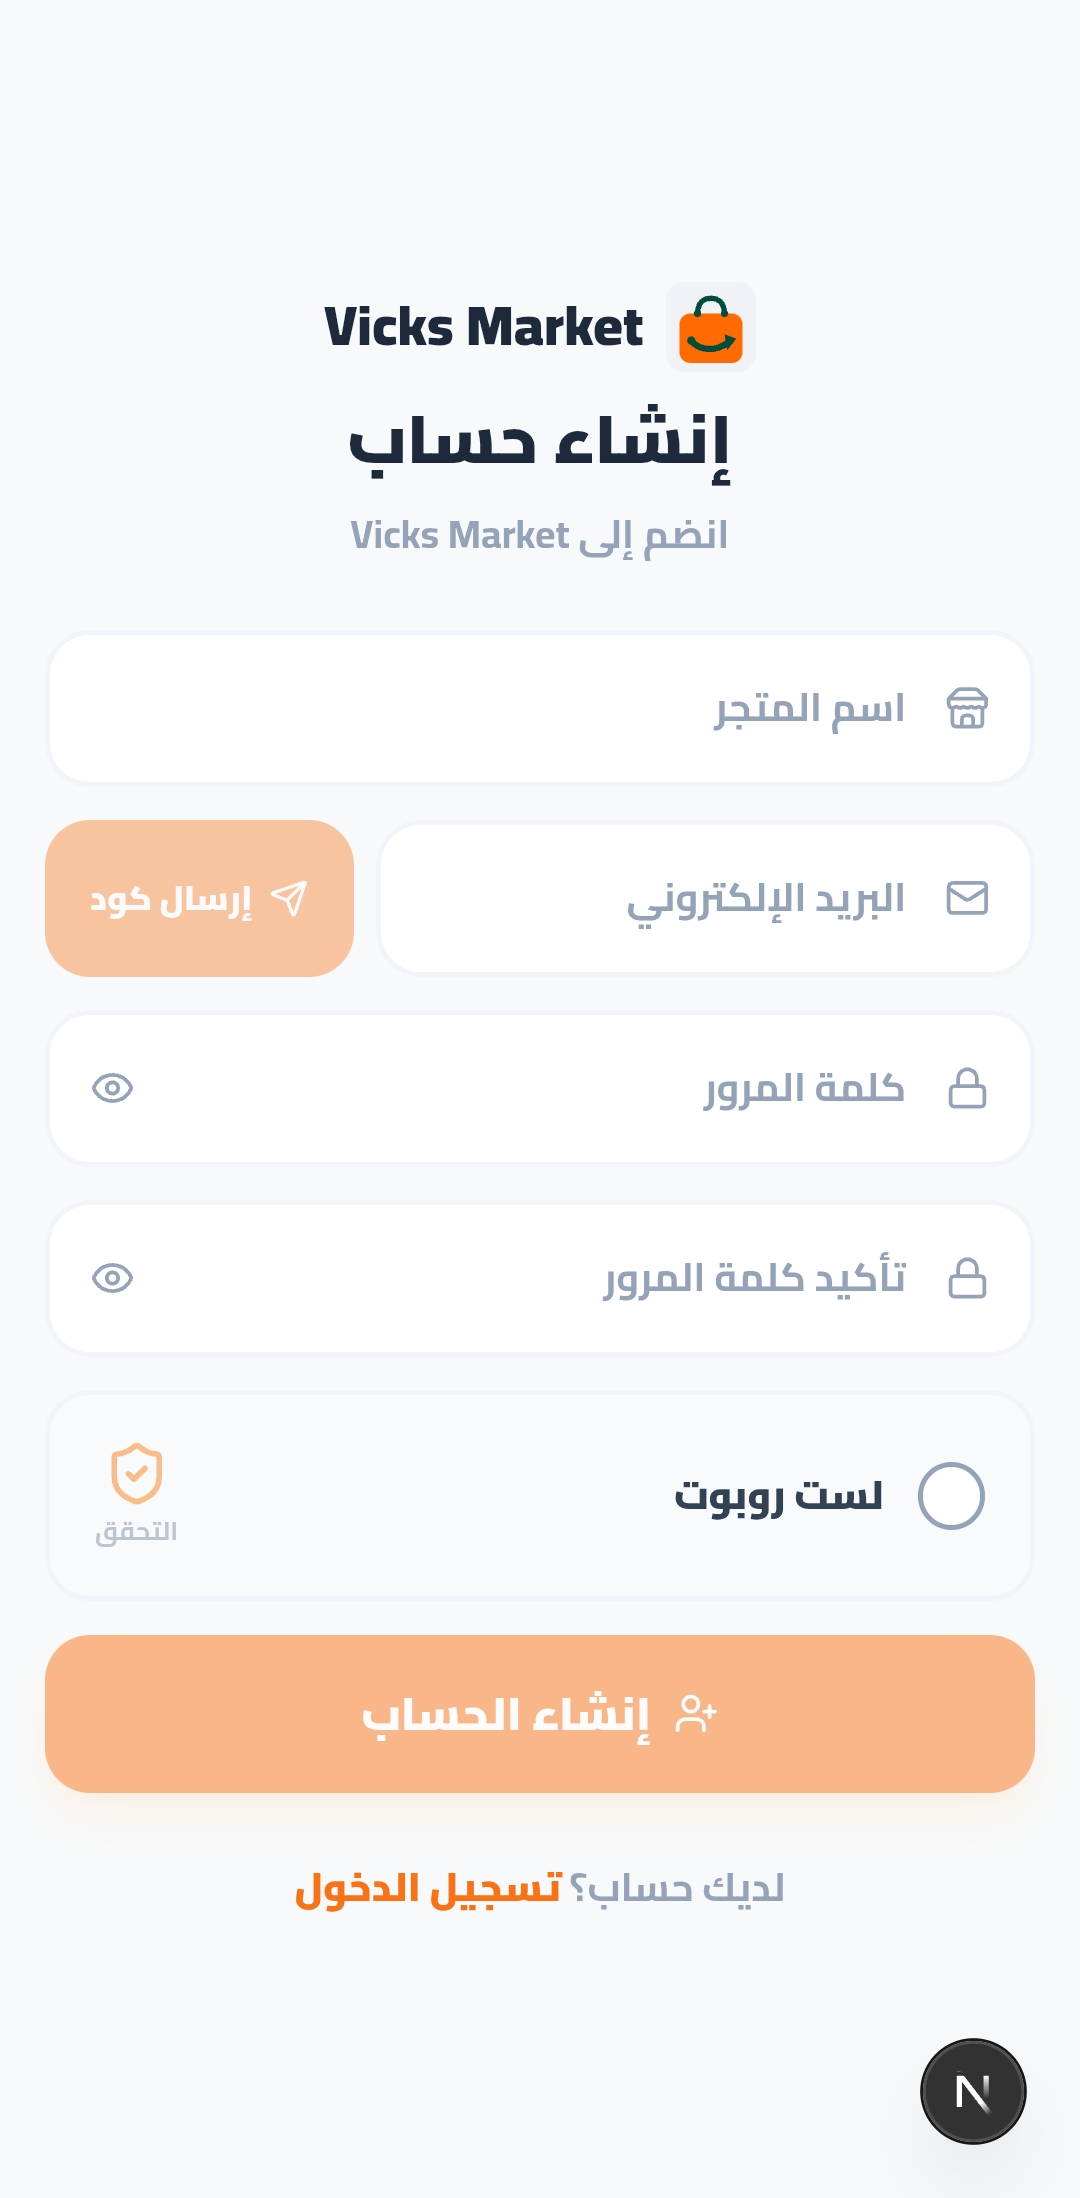 Vicks Market
إنشاء حساب
انضم إلى Vicks Market
اسم المتجر
البريد الإلكتروني
إرسال كود
كلمة المرور
تأكيد كلمة المرور
لست روبوت
التحقق
إنشاء الحساب
لديك حساب؟ تسجيل الدخول
N